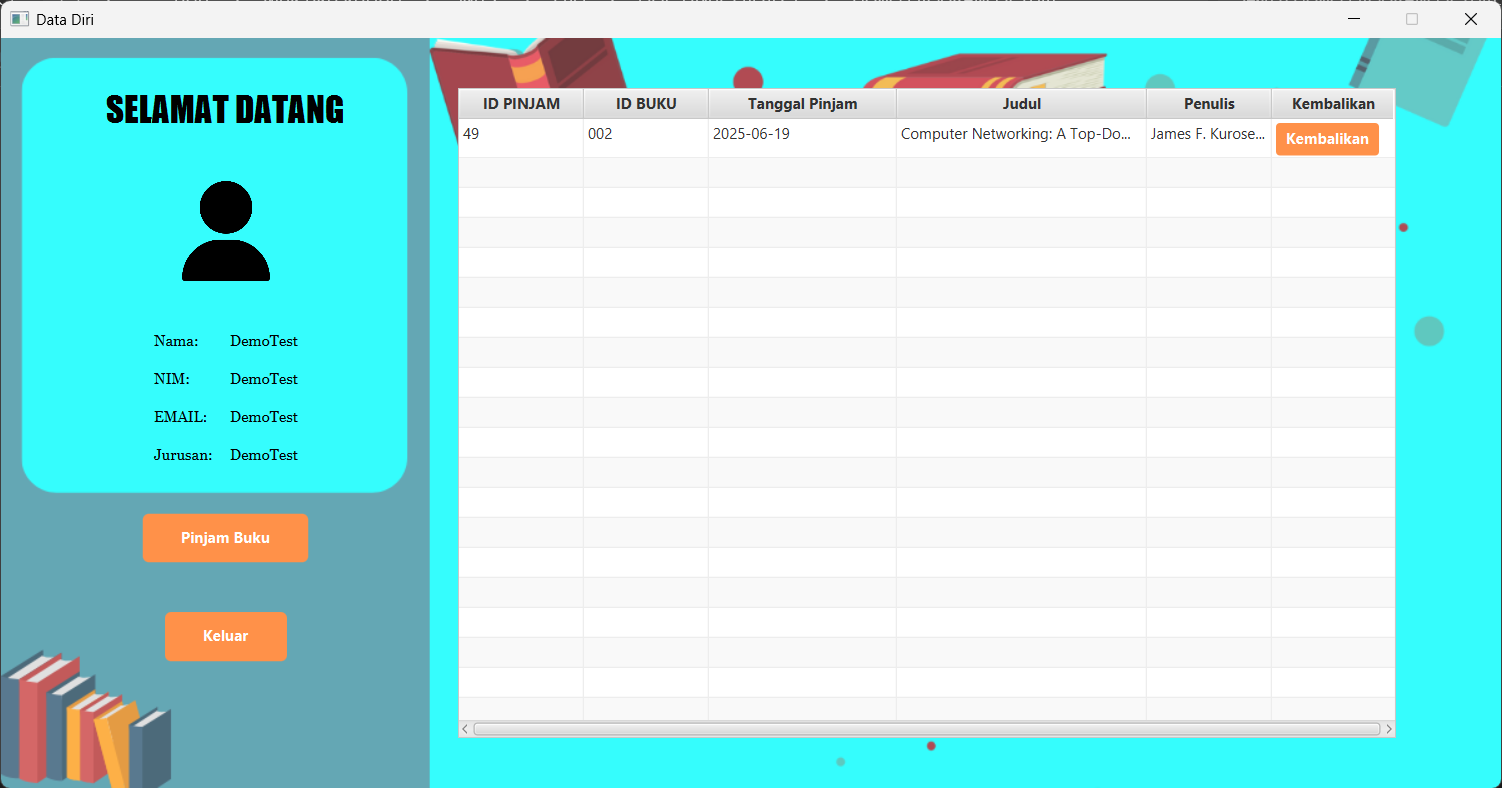 Data Diri
SELAMAT DATANG
Nama: DemoTest
NIM: DemoTest
EMAIL: DemoTest
Jurusan: DemoTest
Pinjam Buku
Keluar
ID PINJAM ID BUKU Tanggal Pinjam Judul Penulis Kembalikan
49 002 2025-06-19 Computer Networking: A Top-Do... James F. Kurose... Kembalikan